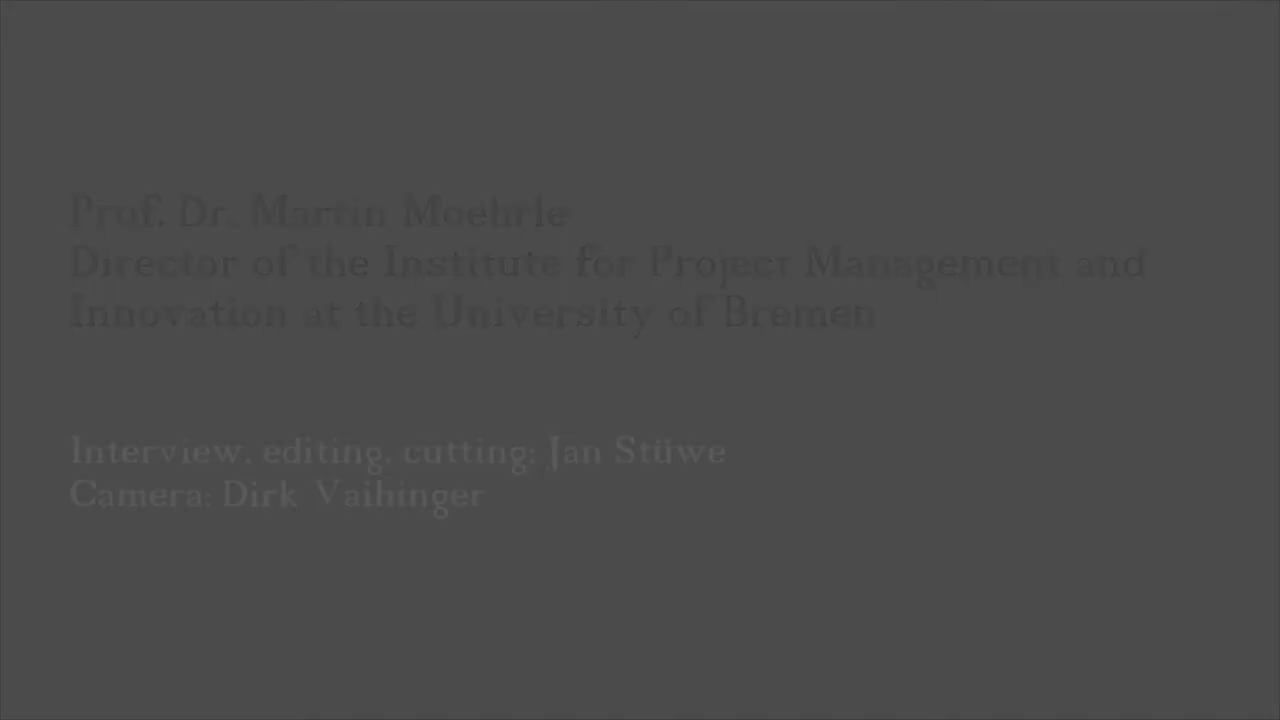 Prof. Dr. Martin Moehrle
Director of the Institute for Project Management and
Innovation at the University of Bremen
Interview, editing, cutting: Jan Stüwe
Camera: Dirk Vaihinger